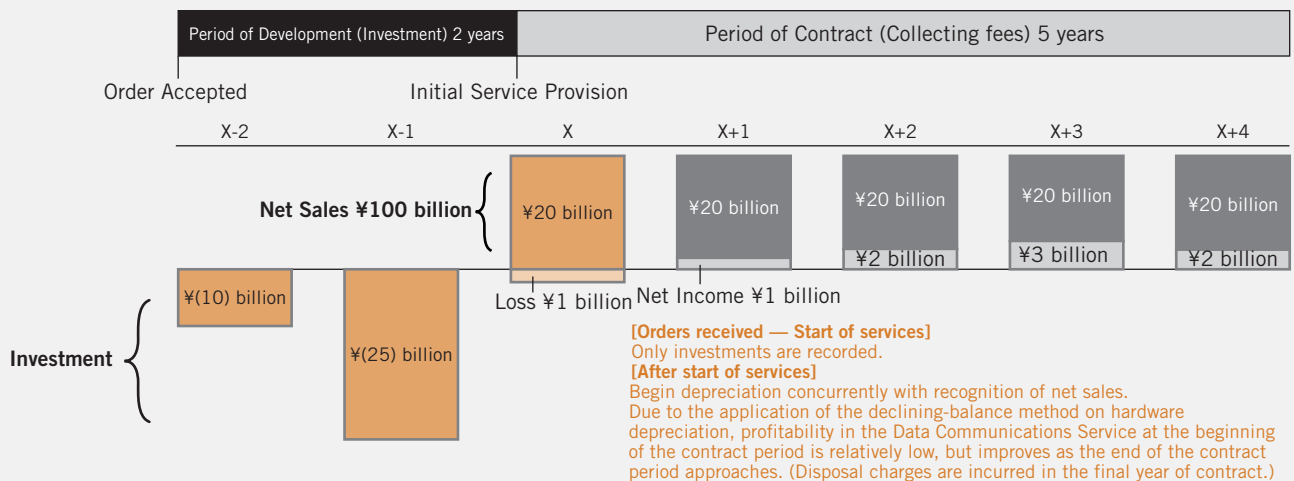 Period of Development (Investment) 2 years
Period of Contract (Collecting fees) 5 years
Order Accepted
Initial Service Provision
X-2
X-1
X
X+1
X+2
X+3
X+4
Net Sales ¥100 billion
¥20 billion
¥20 billion
¥20 billion
¥20 billion
¥20 billion
¥2 billion
¥3 billion
¥2 billion
¥(10) billion
Loss ¥1 billion
Net Income ¥1 billion
Investment
¥(25) billion
[Orders received — Start of services]
Only investments are recorded.
[After start of services]
Begin depreciation concurrently with recognition of net sales.
Due to the application of the declining-balance method on hardware
depreciation, profitability in the Data Communications Service at the beginning
of the contract period is relatively low, but improves as the end of the contract
period approaches. (Disposal charges are incurred in the final year of contract.)